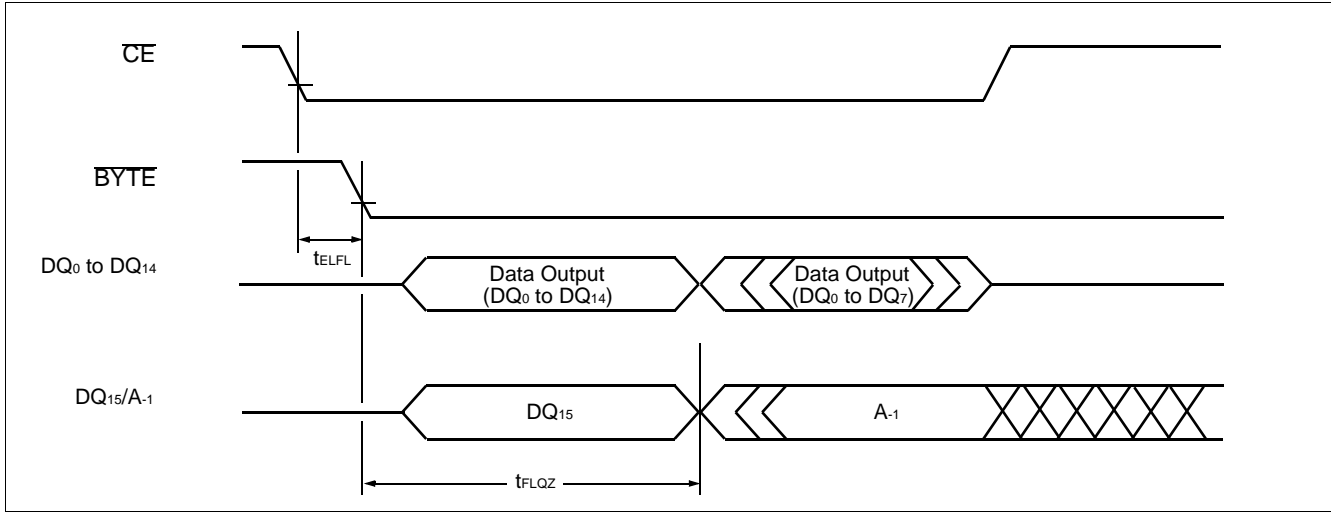 CE
BYTE
tELFL
DQ0 to DQ14
Data Output
(DQ0 to DQ14)
Data Output
(DQ0 to DQ7)
DQ15/A-1
DQ15
A-1
tFLQZ